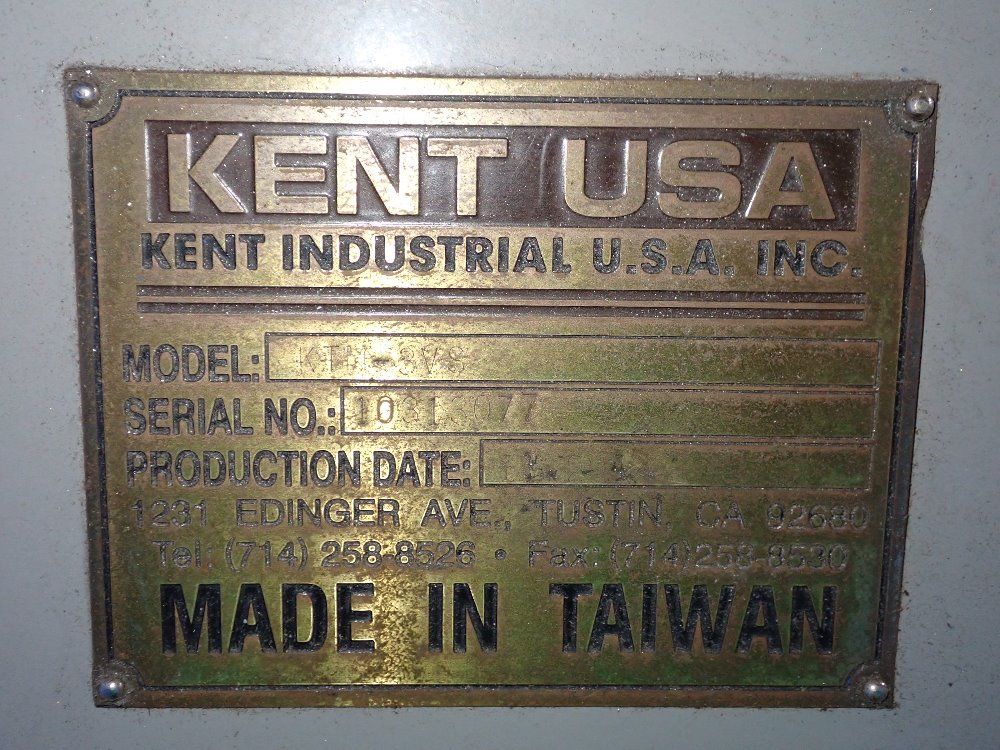 KENT USA
KENT INDUSTRIAL U.S.A. INC.
MODEL:
SERIAL NO.:
PRODUCTION DATE:
1231 EDINGER AVE., TUSTIN, CA 92680
Tel: (714) 258-8526 • Fax: (714)258-8530
MADE IN TAIWAN